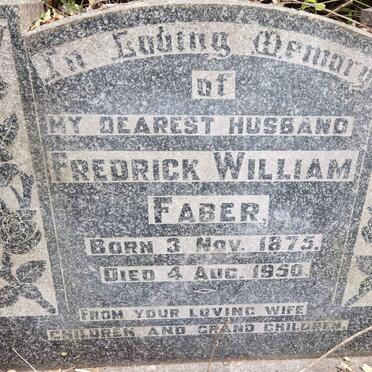 In Loving Memory
of
MY DEAREST HUSBAND
FREDRICK WILLIAM
FABER.
BORN 3 NOV. 1875.
DIED 4 AUG. 1950.
FROM YOUR LOVING WIFE
CHILDREN AND GRAND CHILDREN.